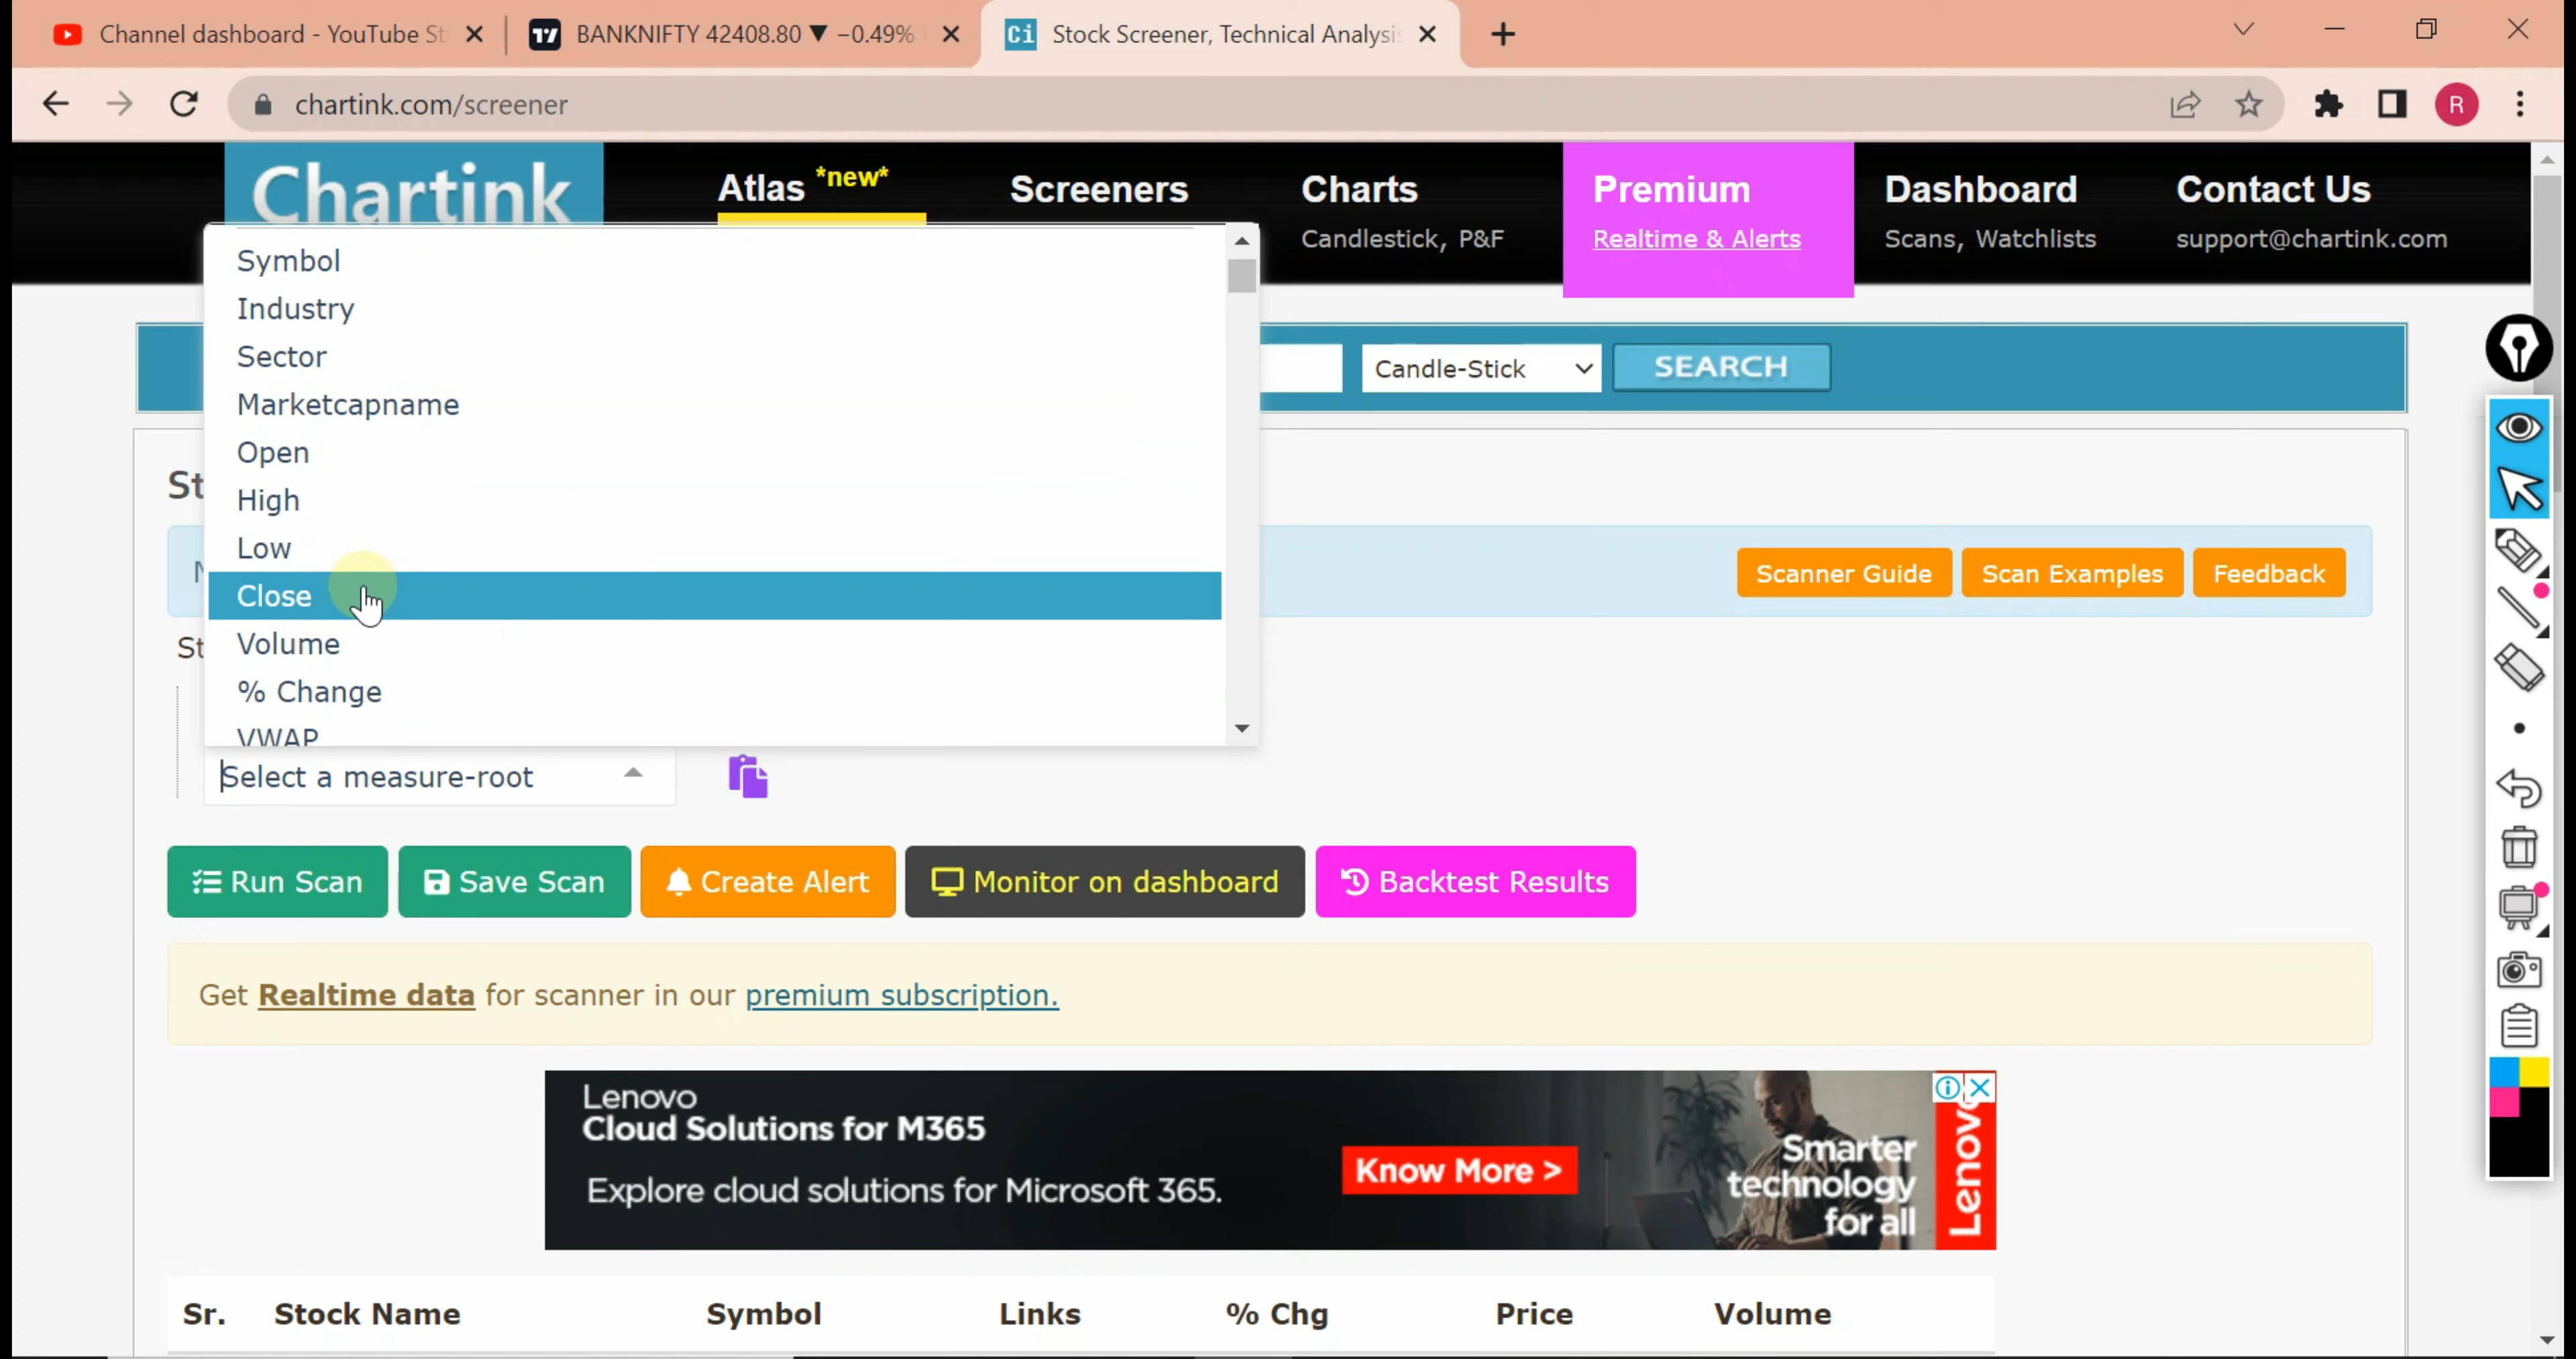 Channel dashboard - YouTube St
BANKNIFTY 42408.80 ▼ −0.49%
Ci Stock Screener, Technical Analysis
chartink.com/screener
R
Chartink
Atlas *new*
Screeners
Charts
Candlestick, P&F
Premium
Realtime & Alerts
Dashboard
Scans, Watchlists
Contact Us
support@chartink.com
Symbol
Industry
Sector
Marketcapname
Open
High
Low
Close
Volume
% Change
VWAP
Candle-Stick
SEARCH
St
N
Scanner Guide
Scan Examples
Feedback
St
Select a measure-root
Run Scan
Save Scan
Create Alert
Monitor on dashboard
Backtest Results
Get Realtime data for scanner in our premium subscription.
Lenovo
Cloud Solutions for M365
Explore cloud solutions for Microsoft 365.
Know More >
Smarter
technology
for all
Lenovo
Sr. Stock Name Symbol Links % Chg Price Volume